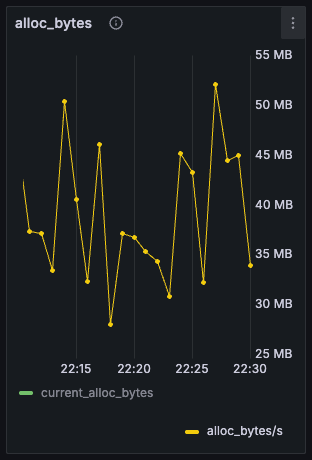 alloc_bytes
55 MB
50 MB
45 MB
40 MB
35 MB
30 MB
25 MB
22:15 22:20 22:25 22:30
current_alloc_bytes
alloc_bytes/s